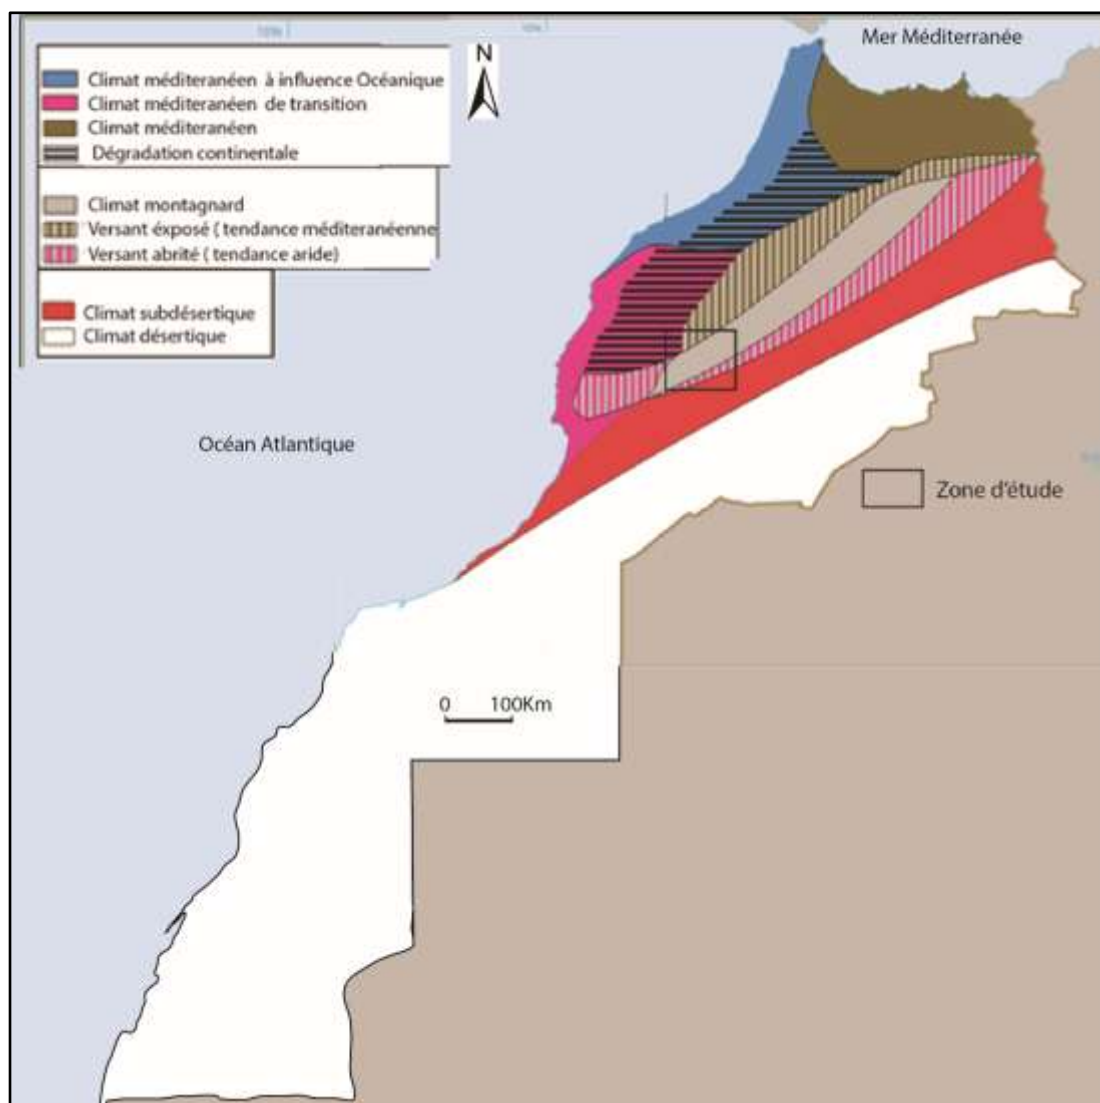 Mer Méditerranée
N
Climat méditeranéen à influence Océanique
Climat méditeranéen de transition
Climat méditeranéen
Dégradation continentale
Climat montagnard
Versant éxposé ( tendance méditeranéenne
Versant abrité ( tendance aride)
Climat subdésertique
Climat désertique
Océan Atlantique
Zone d'étude
0 100Km